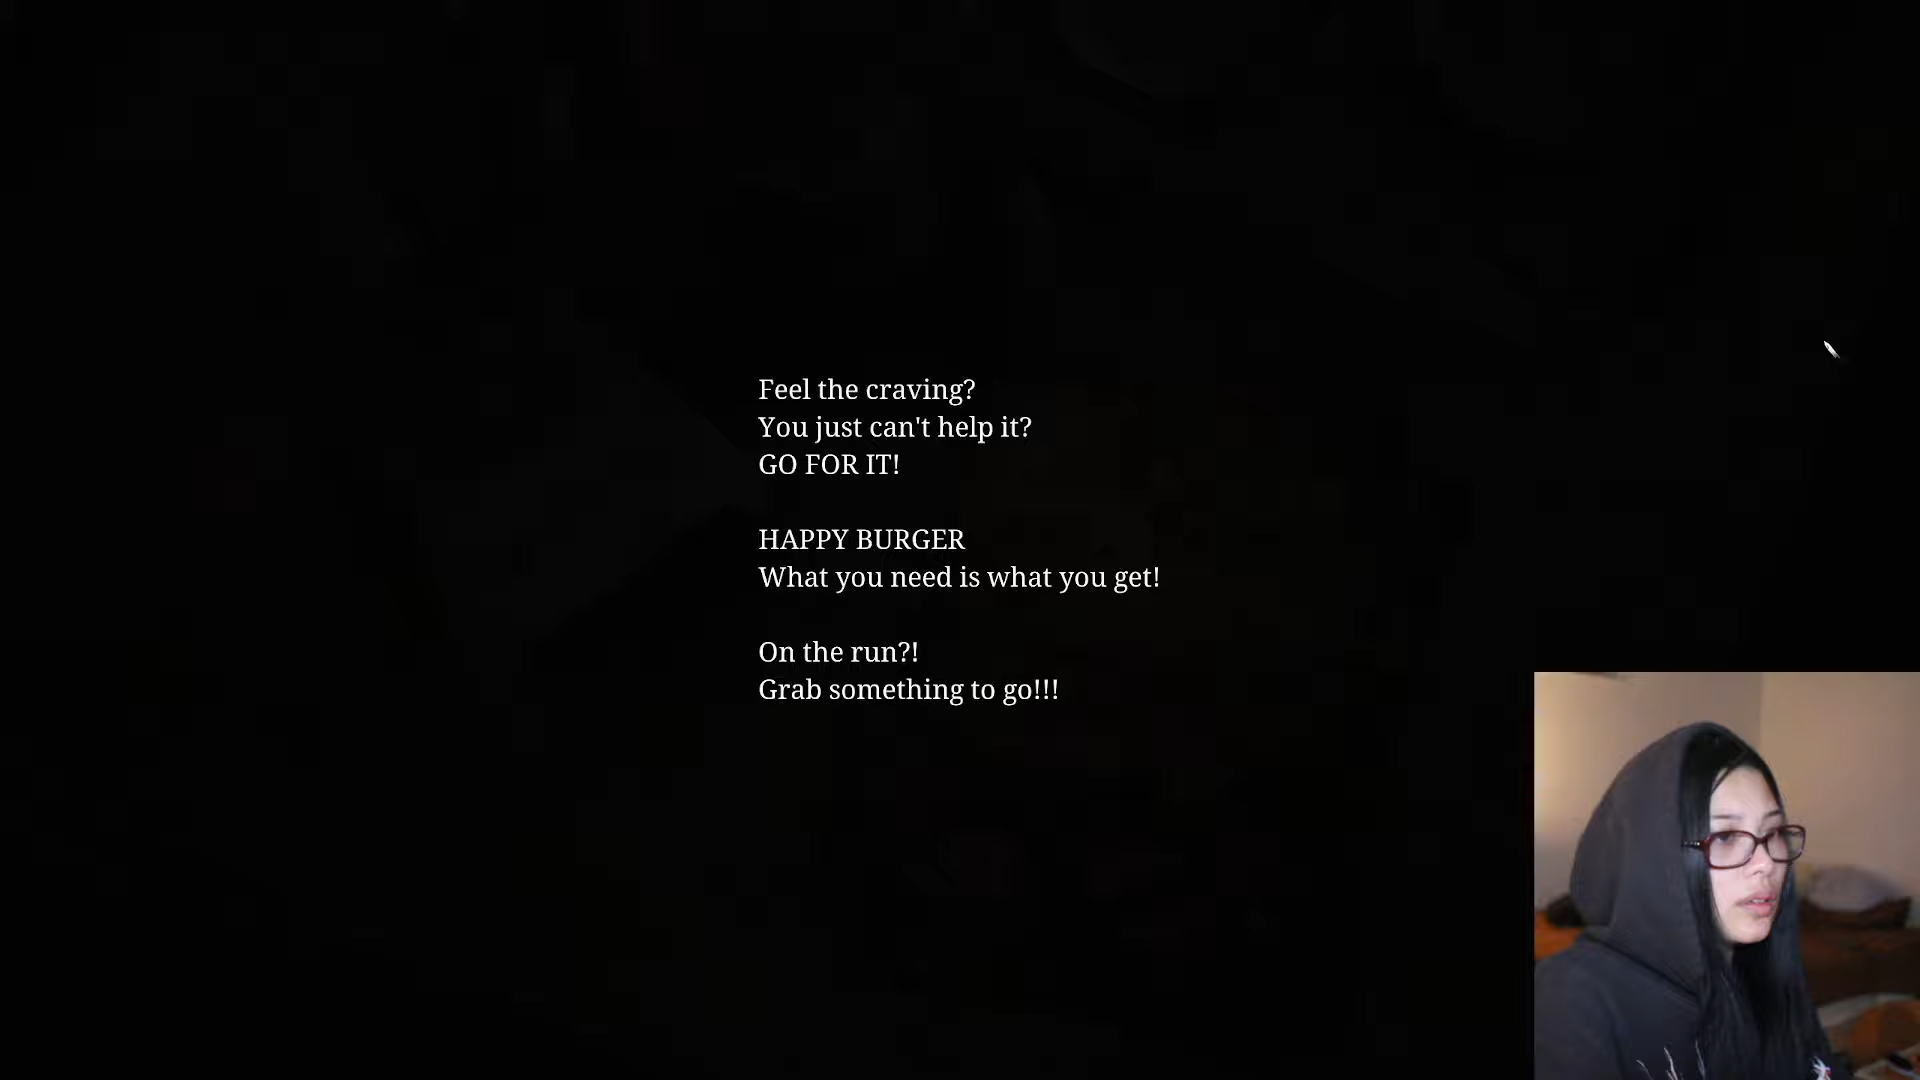 Feel the craving?
You just can't help it?
GO FOR IT!
HAPPY BURGER
What you need is what you get!
On the run?!
Grab something to go!!!